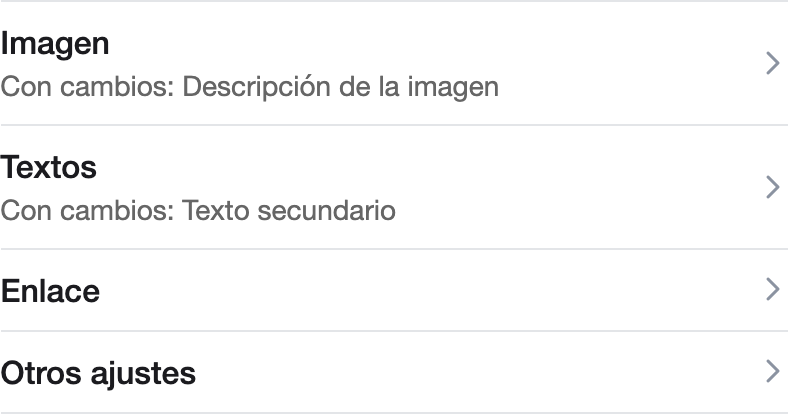 Imagen
Con cambios: Descripción de la imagen
Textos
Con cambios: Texto secundario
Enlace
Otros ajustes